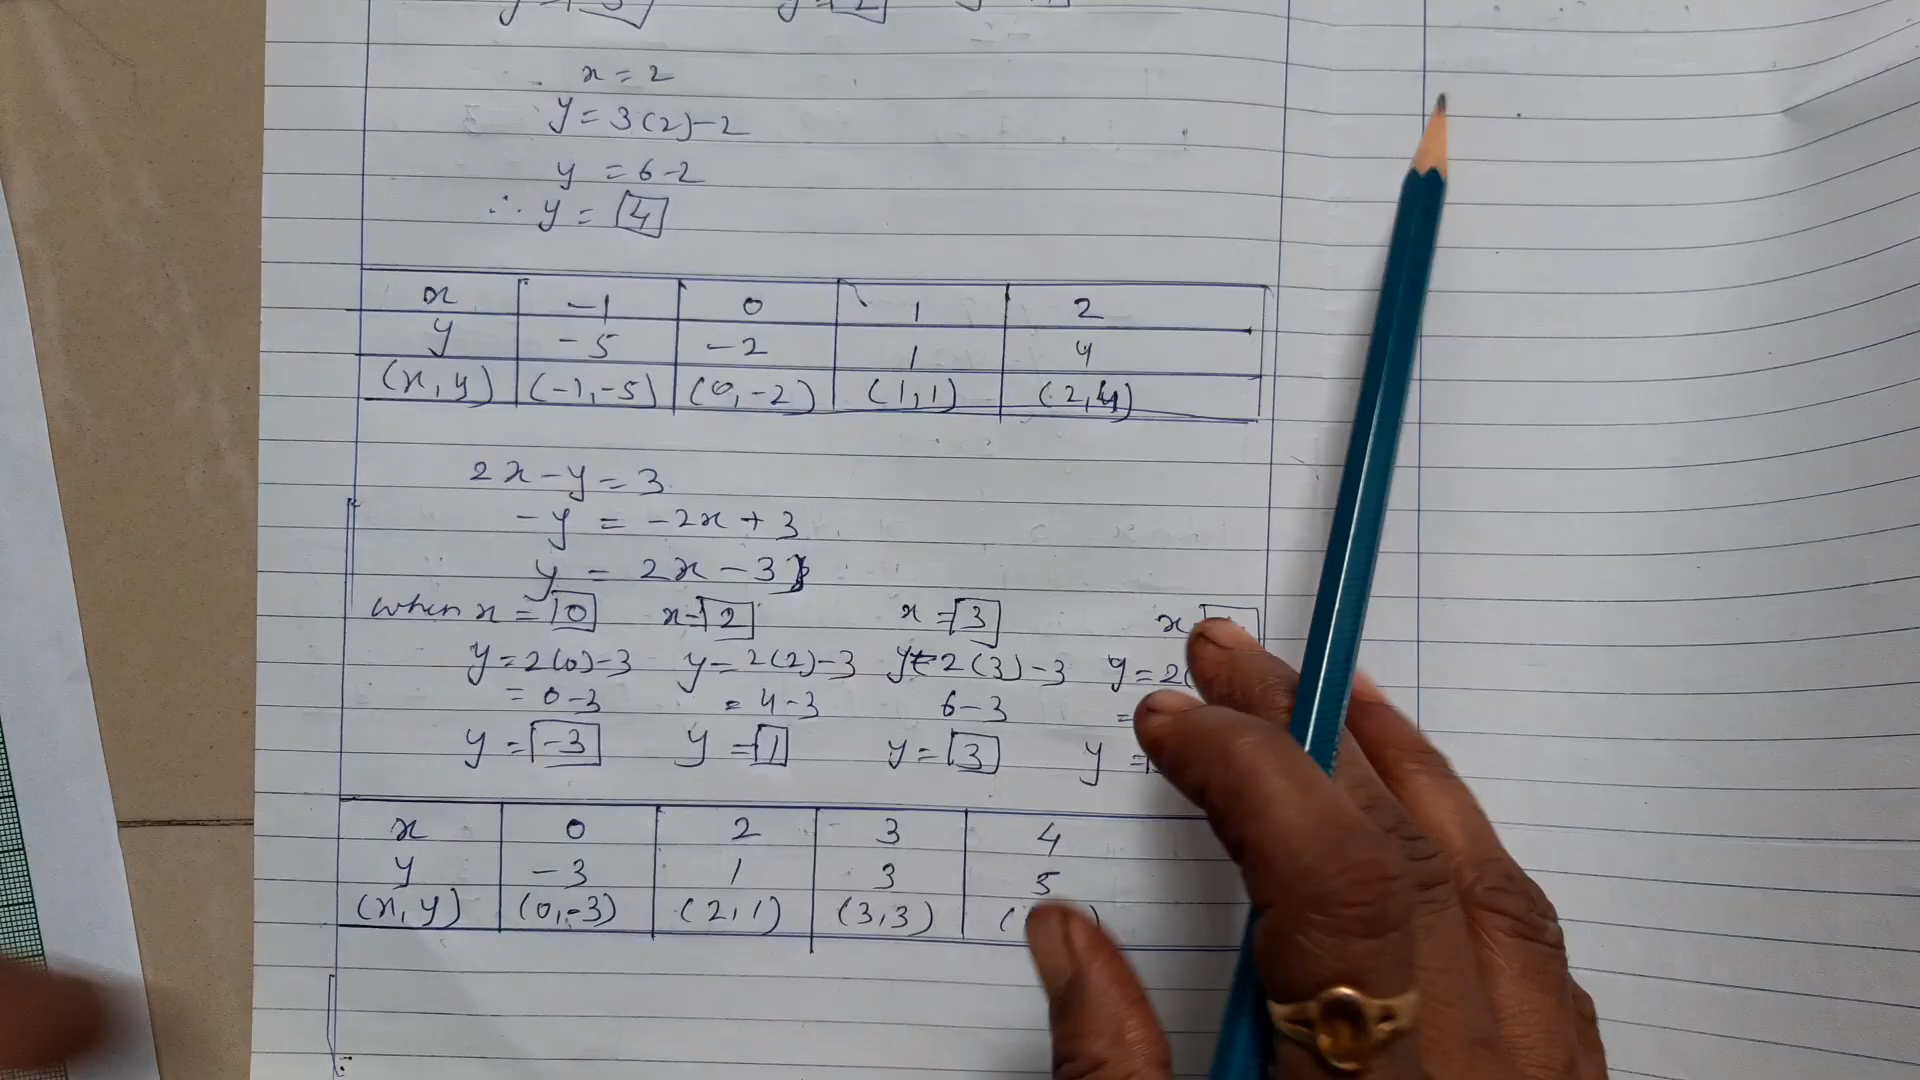 x = 2
y = 3(2)-2
y = 6-2
∴ y = 4
x -1 0 1 2
y -5 -2 1 4
(x,y) (-1,-5) (0,-2) (1,1) (2,4)
2x-y = 3
-y = -2x+3
y = 2x-3
when x = 0 x = 2 x = 3 x
y = 2(0)-3 y = 2(2)-3 y = 2(3)-3 y = 2(
= 0-3 = 4-3 6-3 =
y = -3 y = 1 y = 3 y =
x 0 2 3 4
y -3 1 3 5
(x,y) (0,-3) (2,1) (3,3) (